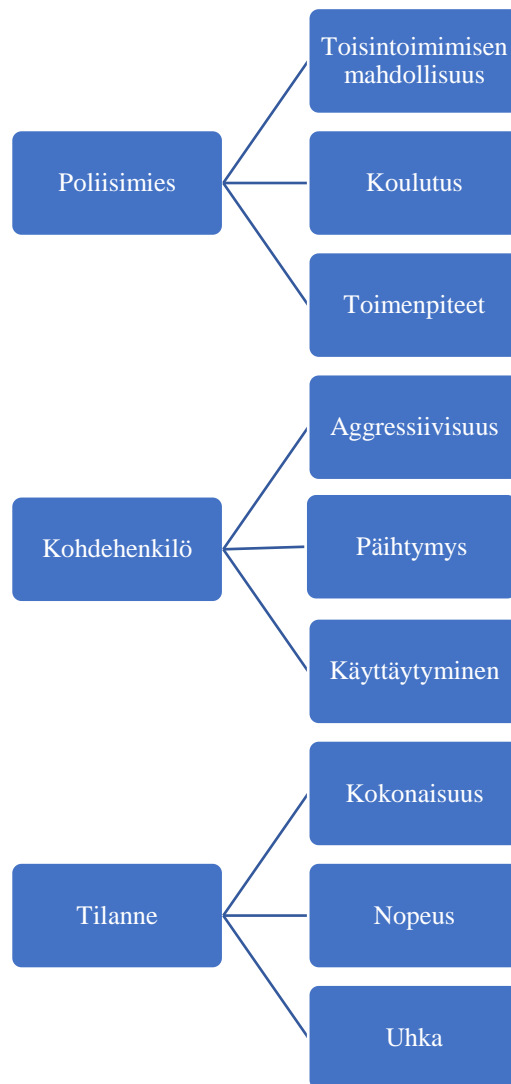 Poliisimies
Toisintoimimisen
mahdollisuus
Koulutus
Toimenpiteet
Kohdehenkilö
Aggressiivisuus
Päihtymys
Käyttäytyminen
Tilanne
Kokonaisuus
Nopeus
Uhka